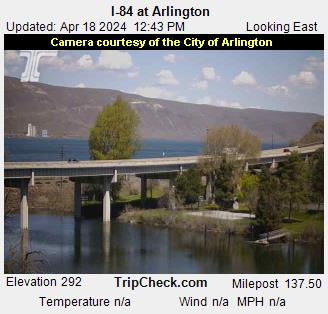 I-84 at Arlington
Updated: Apr 18 2024 12:43 PM Looking East
Camera courtesy of the City of Arlington
Elevation 292 TripCheck.com Milepost 137.50
Temperature n/a Wind n/a MPH n/a